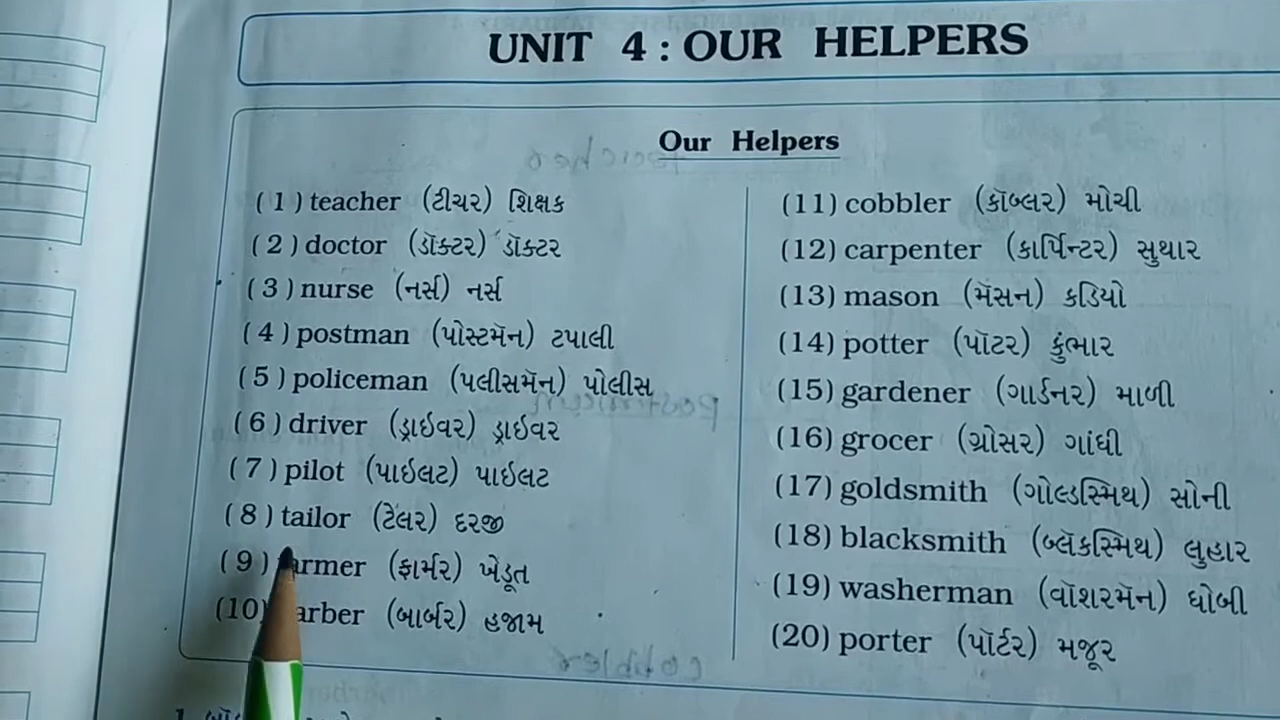 UNIT 4 : OUR HELPERS
Our Helpers
(1) teacher (ટીચર) શિક્ષક
(2) doctor (ડૉક્ટર) ડૉક્ટર
(3) nurse (નર્સ) નર્સ
(4) postman (પોસ્ટમૅન) ટપાલી
(5) policeman (પલીસમૅન) પોલીસ
(6) driver (ડ્રાઇવર) ડ્રાઇવર
(7) pilot (પાઇલટ) પાઇલટ
(8) tailor (ટેલર) દરજી
(9) armer (ફાર્મર) ખેડૂત
(10) arber (બાર્બર) હજામ
(11) cobbler (કૉબ્લર) મોચી
(12) carpenter (કાર્પિન્ટર) સુથાર
(13) mason (મૅસન) કડિયો
(14) potter (પૉટર) કુંભાર
(15) gardener (ગાર્ડનર) માળી
(16) grocer (ગ્રોસર) ગાંધી
(17) goldsmith (ગોલ્ડસ્મિથ) સોની
(18) blacksmith (બ્લૅકસ્મિથ) લુહાર
(19) washerman (વૉશરમૅન) ધોબી
(20) porter (પૉર્ટર) મજૂર